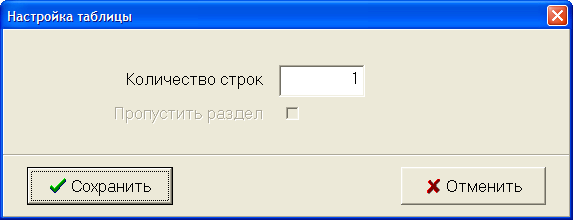 Настройка таблицы
Количество строк 1
Пропустить раздел
Сохранить Отменить